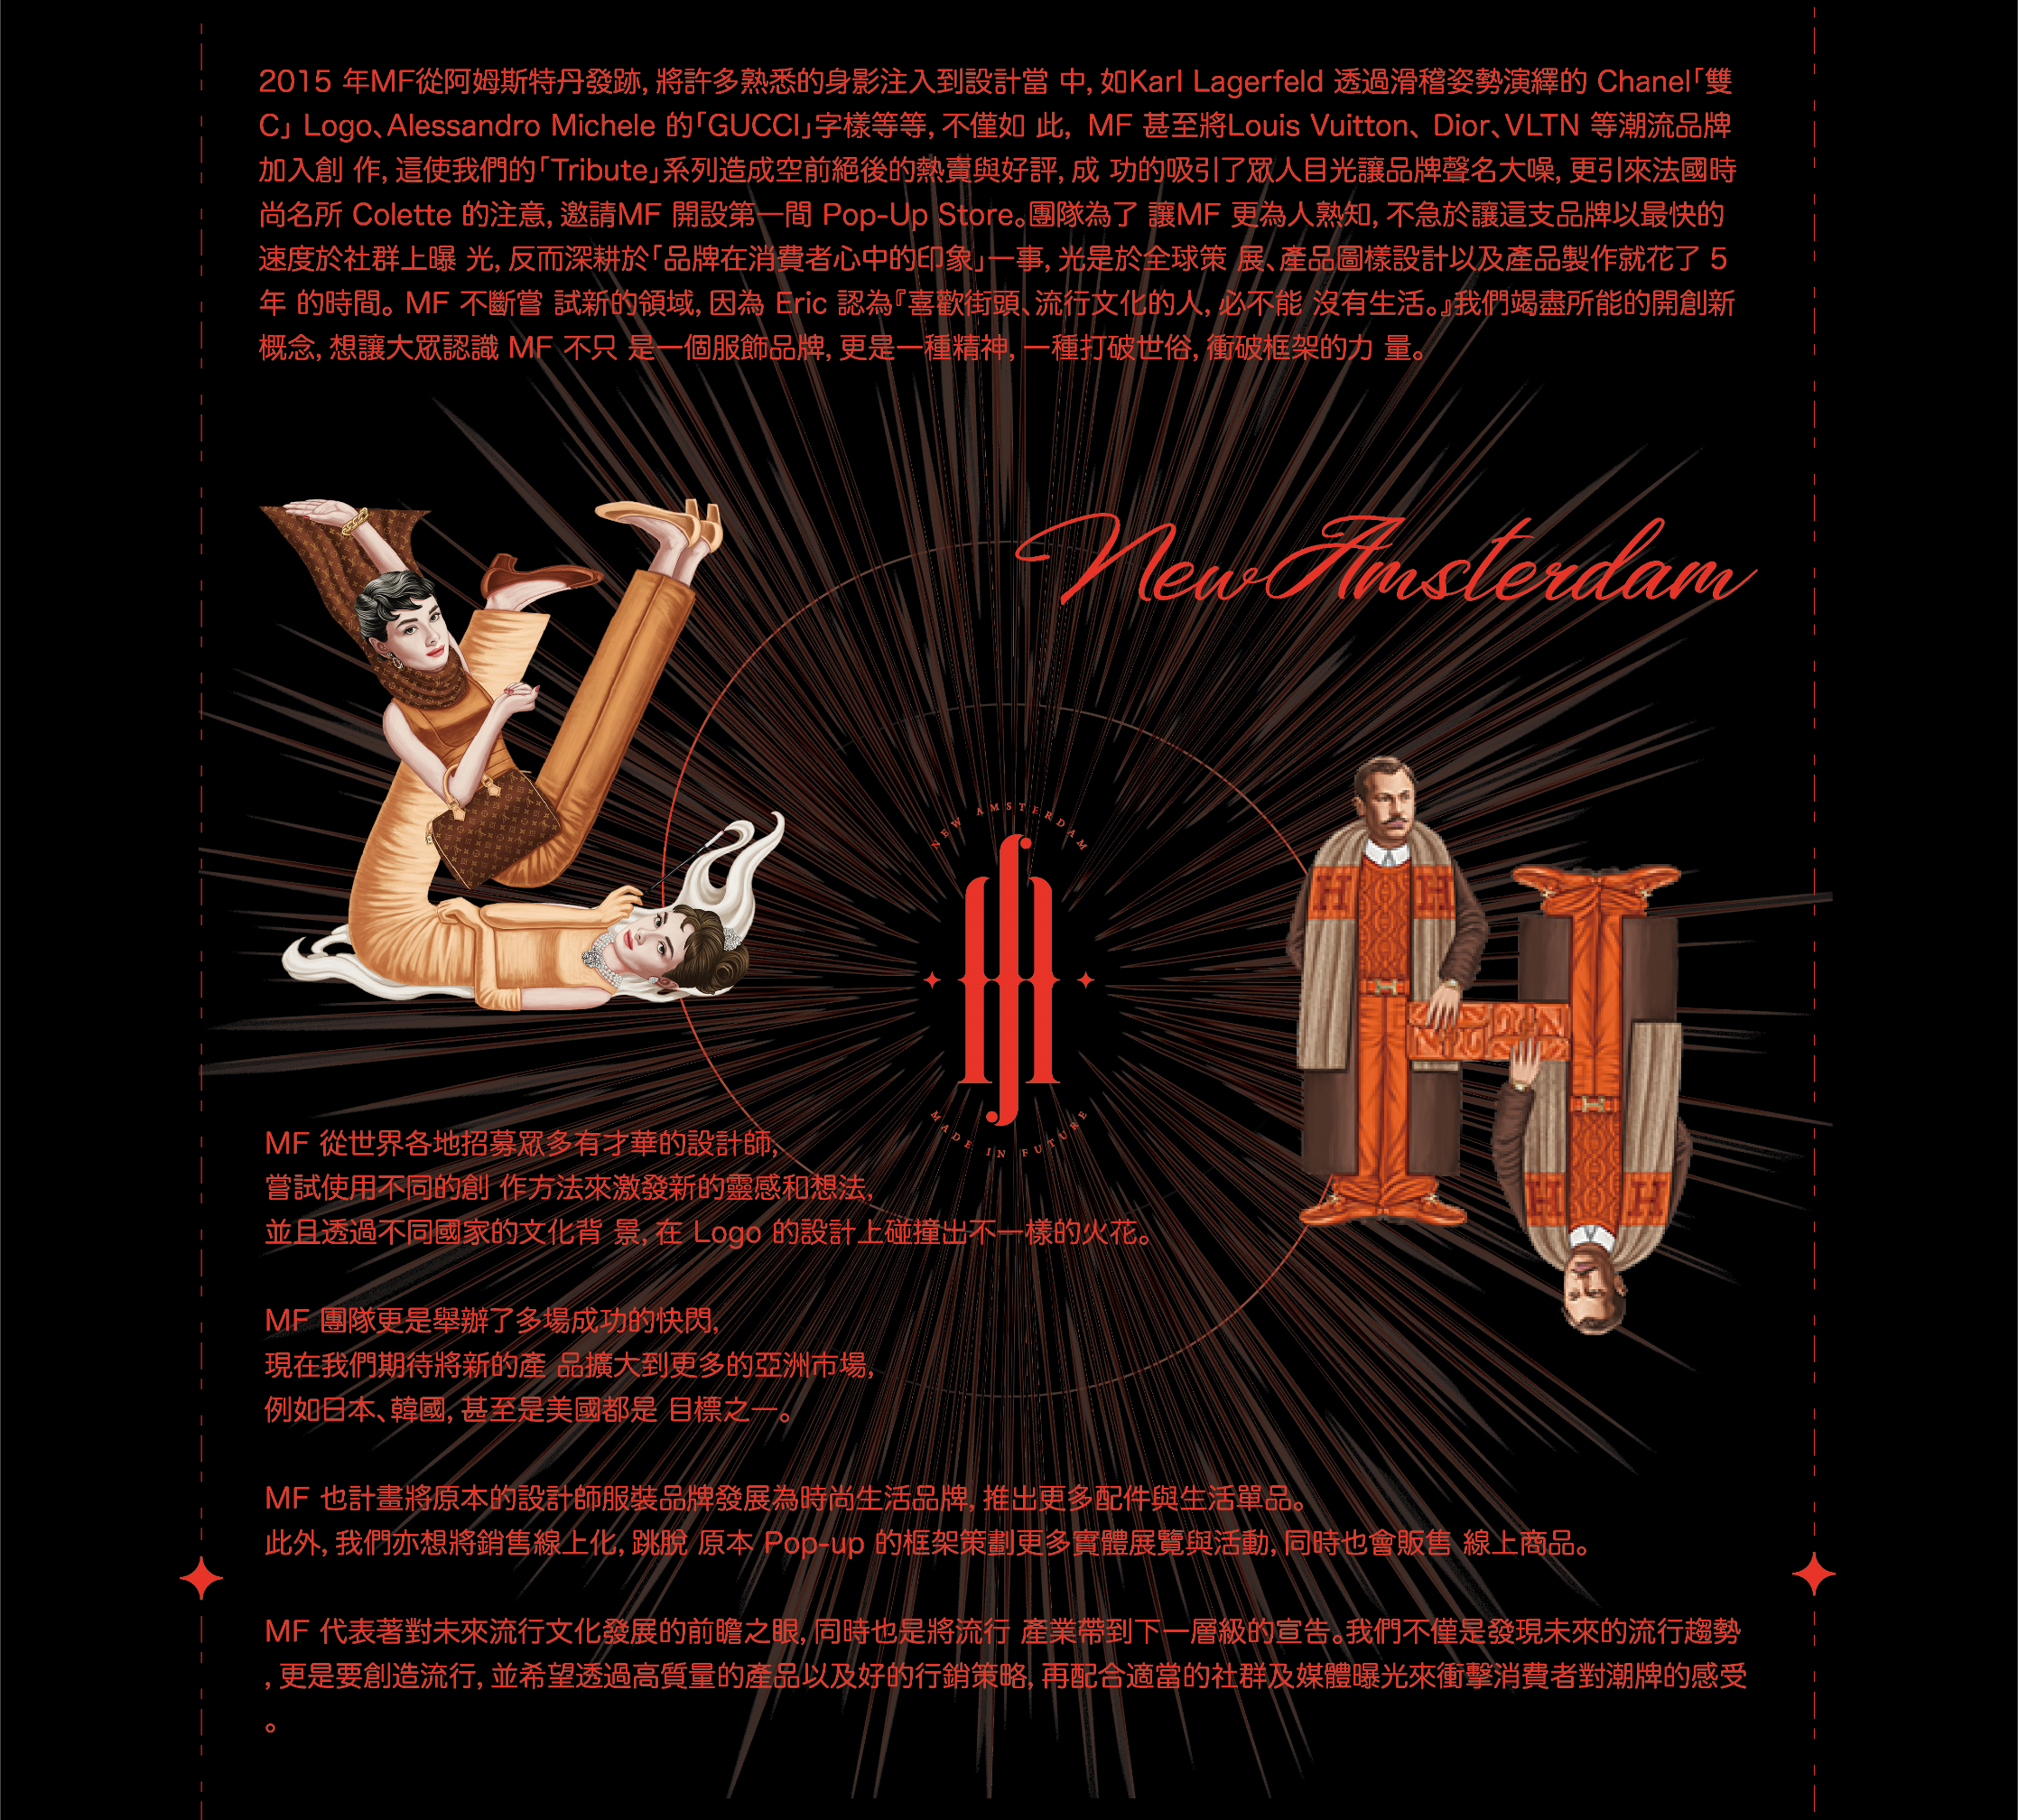 2015 年MF從阿姆斯特丹發跡, 將許多熟悉的身影注入到設計當 中, 如Karl Lagerfeld 透過滑稽姿勢演繹的 Chanel「雙
C」 Logo、Alessandro Michele 的「GUCCI」字樣等等, 不僅如 此, MF 甚至將Louis Vuitton、Dior、VLTN 等潮流品牌
加入創 作, 這使我們的「Tribute」系列造成空前絕後的熱賣與好評, 成 功的吸引了眾人目光讓品牌聲名大噪, 更引來法國時
尚名所 Colette 的注意, 邀請MF 開設第一間 Pop-Up Store。團隊為了 讓MF 更為人熟知, 不急於讓這支品牌以最快的
速度於社群上曝 光, 反而深耕於「品牌在消費者心中的印象」一事, 光是於全球策 展、產品圖樣設計以及產品製作就花了 5
年 的時間。 MF 不斷嘗 試新的領域, 因為 Eric 認為『喜歡街頭、流行文化的人, 必不能 沒有生活。』我們竭盡所能的開創新
概念, 想讓大眾認識 MF 不只 是一個服飾品牌, 更是一種精神, 一種打破世俗, 衝破框架的力 量。
New Amsterdam
NEW AMSTERDAM
MADE IN FUTURE
H H
H H
MF 從世界各地招募眾多有才華的設計師,
嘗試使用不同的創 作方法來激發新的靈感和想法,
並且透過不同國家的文化背 景, 在 Logo 的設計上碰撞出不一樣的火花。
MF 團隊更是舉辦了多場成功的快閃,
現在我們期待將新的產 品擴大到更多的亞洲市場,
例如日本、韓國, 甚至是美國都是 目標之一。
MF 也計畫將原本的設計師服裝品牌發展為時尚生活品牌, 推出更多配件與生活單品。
此外, 我們亦想將銷售線上化, 跳脫 原本 Pop-up 的框架策劃更多實體展覽與活動, 同時也會販售 線上商品。
MF 代表著對未來流行文化發展的前瞻之眼, 同時也是將流行 產業帶到下一層級的宣告。我們不僅是發現未來的流行趨勢
, 更是要創造流行, 並希望透過高質量的產品以及好的行銷策略, 再配合適當的社群及媒體曝光來衝擊消費者對潮牌的感受
。